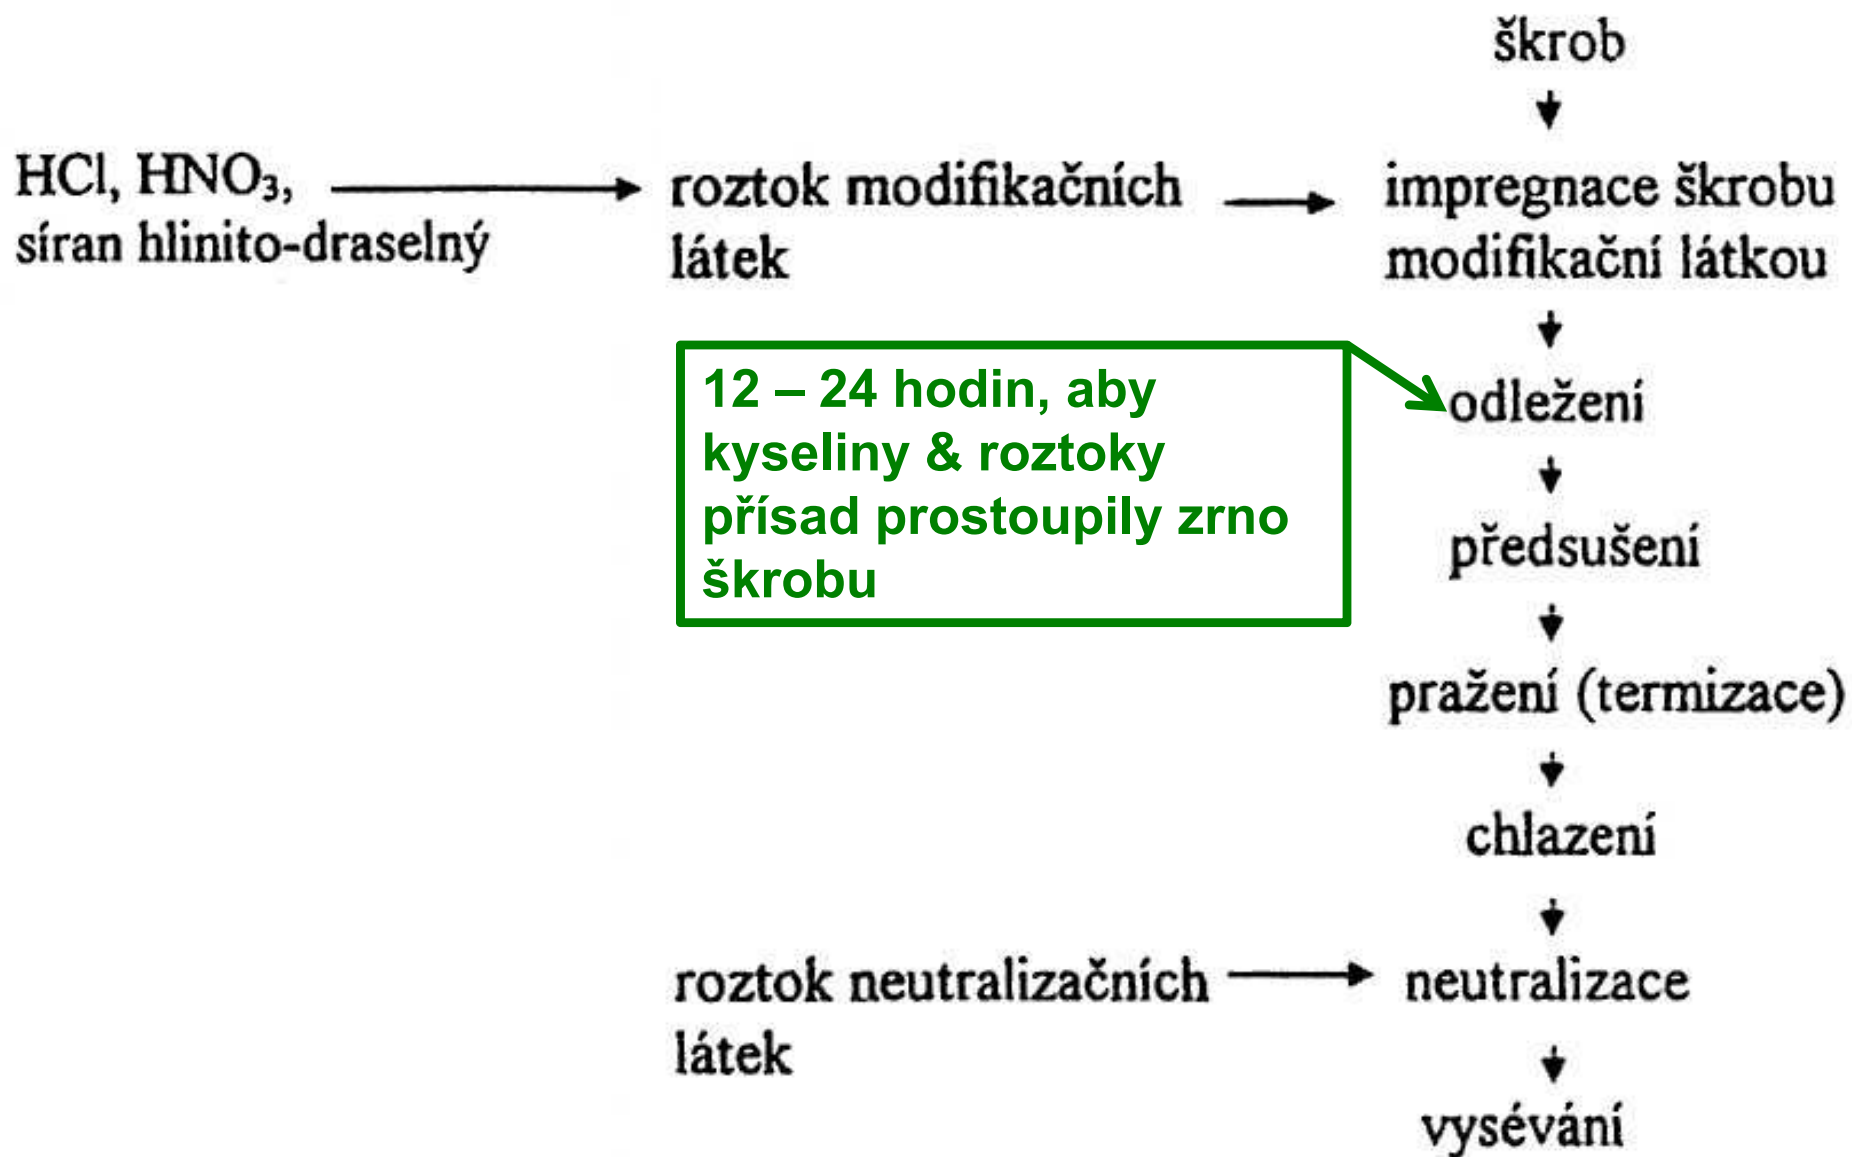 škrob
HCl, HNO₃,
síran hlinito-draselný
roztok modifikačních
látek
impregnace škrobu
modifikační látkou
12 – 24 hodin, aby
kyseliny & roztoky
přísad prostoupily zrno
škrobu
odležení
předsušení
pražení (termizace)
chlazení
roztok neutralizačních
látek
neutralizace
vysévání